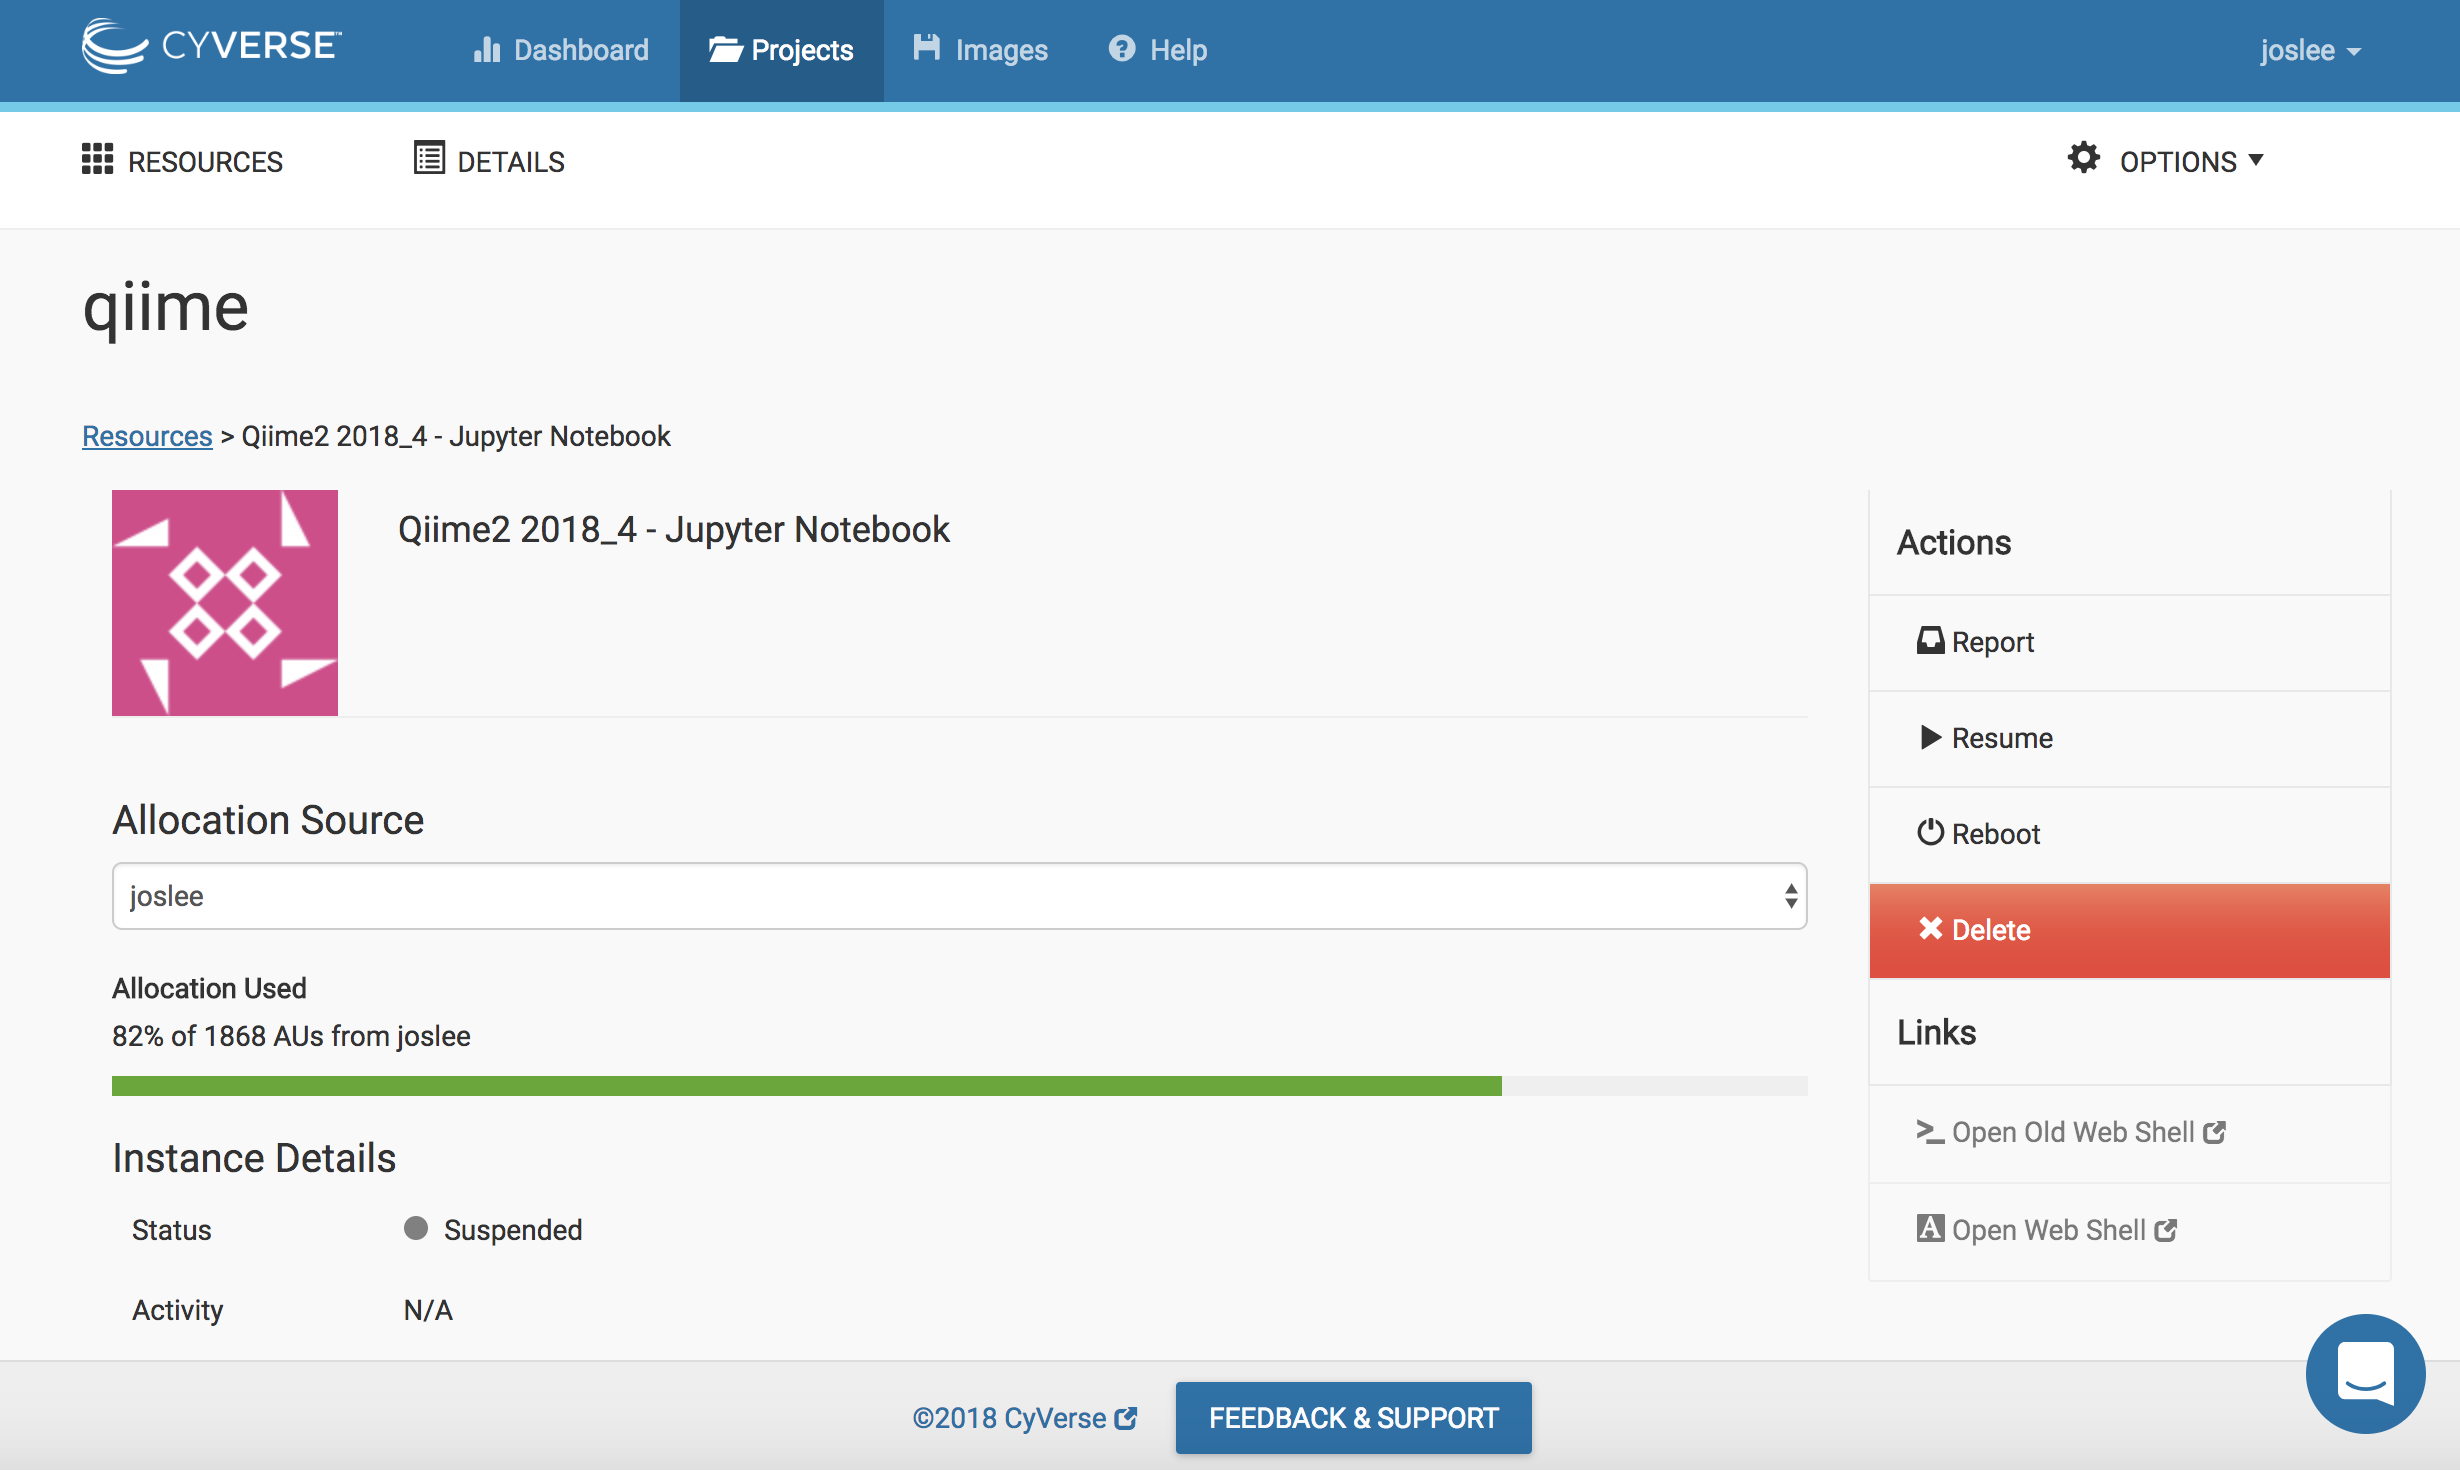 CYVERSE™
Dashboard
Projects
Images
Help
joslee
RESOURCES
DETAILS
OPTIONS
qiime
Resources > Qiime2 2018_4 - Jupyter Notebook
Qiime2 2018_4 - Jupyter Notebook
Allocation Source
joslee
Allocation Used
82% of 1868 AUs from joslee
Instance Details
Status
Suspended
Activity
N/A
Actions
Report
Resume
Reboot
Delete
Links
Open Old Web Shell
Open Web Shell
©2018 CyVerse
FEEDBACK & SUPPORT